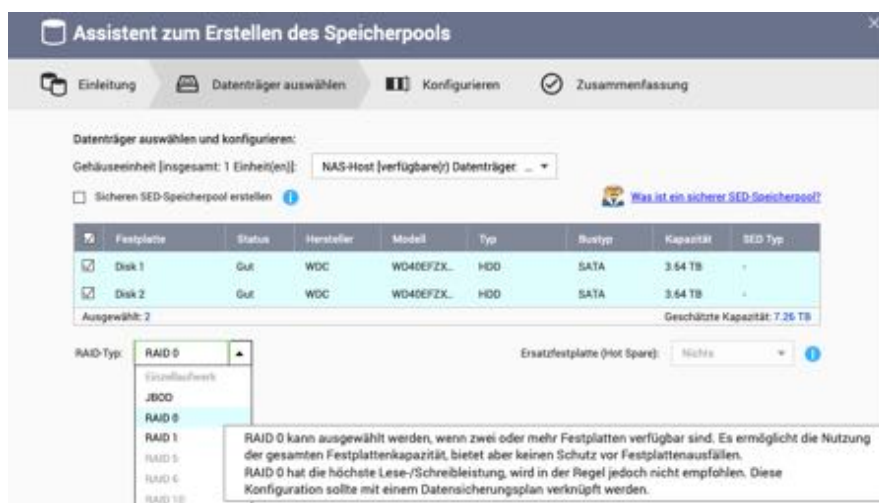 Assistent zum Erstellen des Speicherpools
Einleitung Datenträger auswählen Konfigurieren Zusammenfassung
Datenträger auswählen und konfigurieren:
Gehäuseeinheit [insgesamt: 1 Einheit(en)]: NAS-Host [verfügbare(r) Datenträger: ...
Sicheren SED-Speicherpool erstellen Was ist ein sicherer SED-Speicherpool?
Festplatte Status Hersteller Modell Typ Bustyp Kapazität SED Typ
Disk 1 Gut WDC WD40EFZX... HDD SATA 3.64 TB -
Disk 2 Gut WDC WD40EFZX... HDD SATA 3.64 TB -
Ausgewählt: 2 Geschätzte Kapazität: 7.26 TB
RAID-Typ: RAID 0 Ersatzfestplatte (Hot Spare): Nichts
Einzellaufwerk
JBOD
RAID 0
RAID 1
RAID 5
RAID 6
RAID 10
RAID 0 kann ausgewählt werden, wenn zwei oder mehr Festplatten verfügbar sind. Es ermöglicht die Nutzung
der gesamten Festplattenkapazität, bietet aber keinen Schutz vor Festplattenausfällen.
RAID 0 hat die höchste Lese-/Schreibleistung, wird in der Regel jedoch nicht empfohlen. Diese
Konfiguration sollte mit einem Datensicherungsplan verknüpft werden.